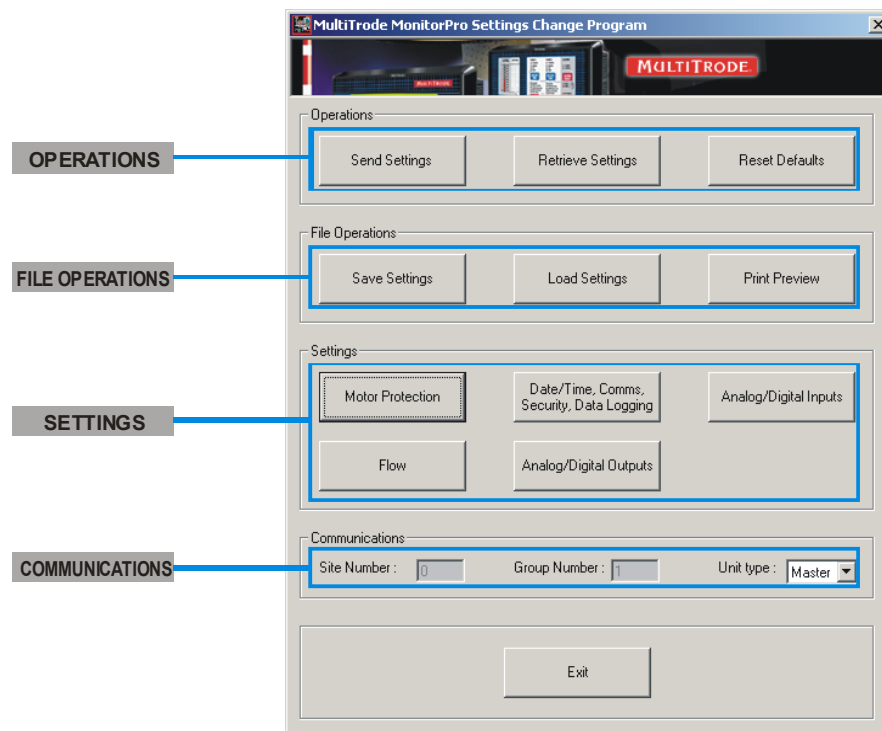 MultiTrode MonitorPro Settings Change Program
MULTITRODE
Operations
OPERATIONS
Send Settings
Retrieve Settings
Reset Defaults
File Operations
FILE OPERATIONS
Save Settings
Load Settings
Print Preview
Settings
SETTINGS
Motor Protection
Date/Time, Comms,
Security, Data Logging
Analog/Digital Inputs
Flow
Analog/Digital Outputs
Communications
COMMUNICATIONS
Site Number : 0
Group Number : 1
Unit type : Master
Exit